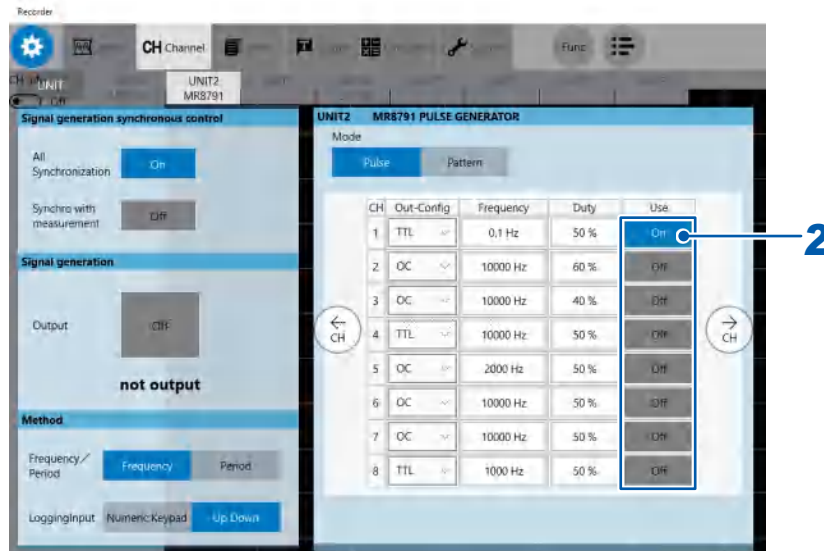 Recorder
CH Channel
Func
UNIT
UNIT2
MR8791
Off
Signal generation synchronous control
All
Synchronization
On
Synchro with
measurement
Off
Signal generation
Output
Off
not output
Method
Frequency/
Period
Frequency
Period
LoggingInput
Numeric Keypad
Up Down
UNIT2 MR8791 PULSE GENERATOR
Mode
Pulse
Pattern
CH Out-Config Frequency Duty Use
1 TTL 0.1 Hz 50 % On
2 OC 10000 Hz 60 % Off
3 OC 10000 Hz 40 % Off
4 TTL 10000 Hz 50 % Off
5 OC 2000 Hz 50 % Off
6 OC 10000 Hz 50 % Off
7 OC 10000 Hz 50 % Off
8 TTL 1000 Hz 50 % Off
CH
CH
2